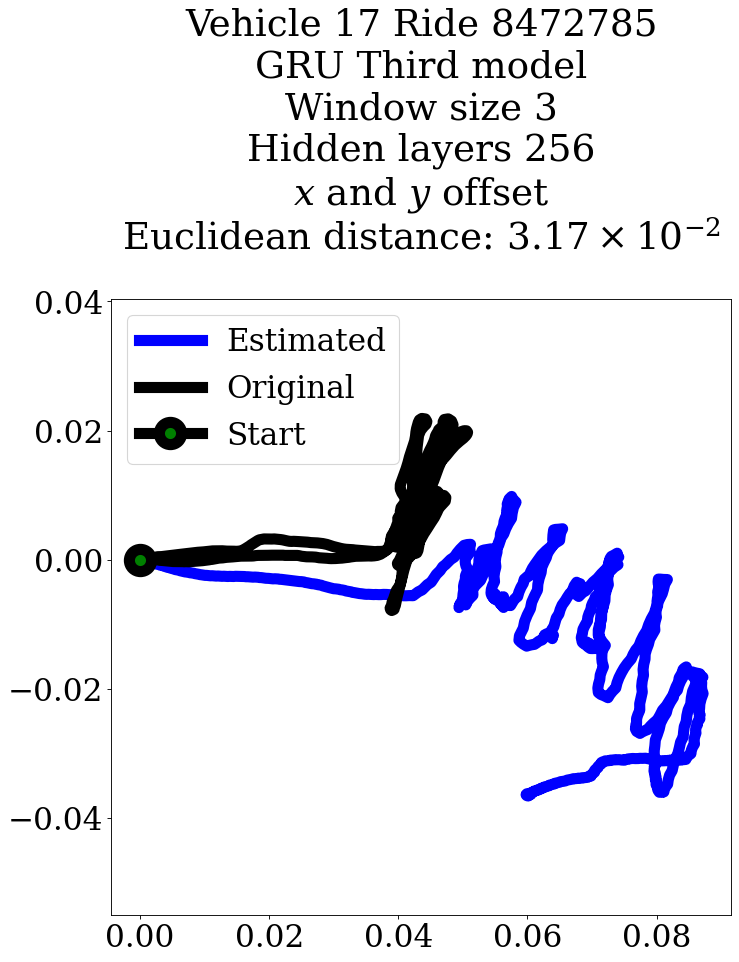 Vehicle 17 Ride 8472785
GRU Third model
Window size 3
Hidden layers 256
x and y offset
Euclidean distance: 3.17 × 10⁻²
0.04
0.02
0.00
−0.02
−0.04
Estimated
Original
Start
0.00 0.02 0.04 0.06 0.08